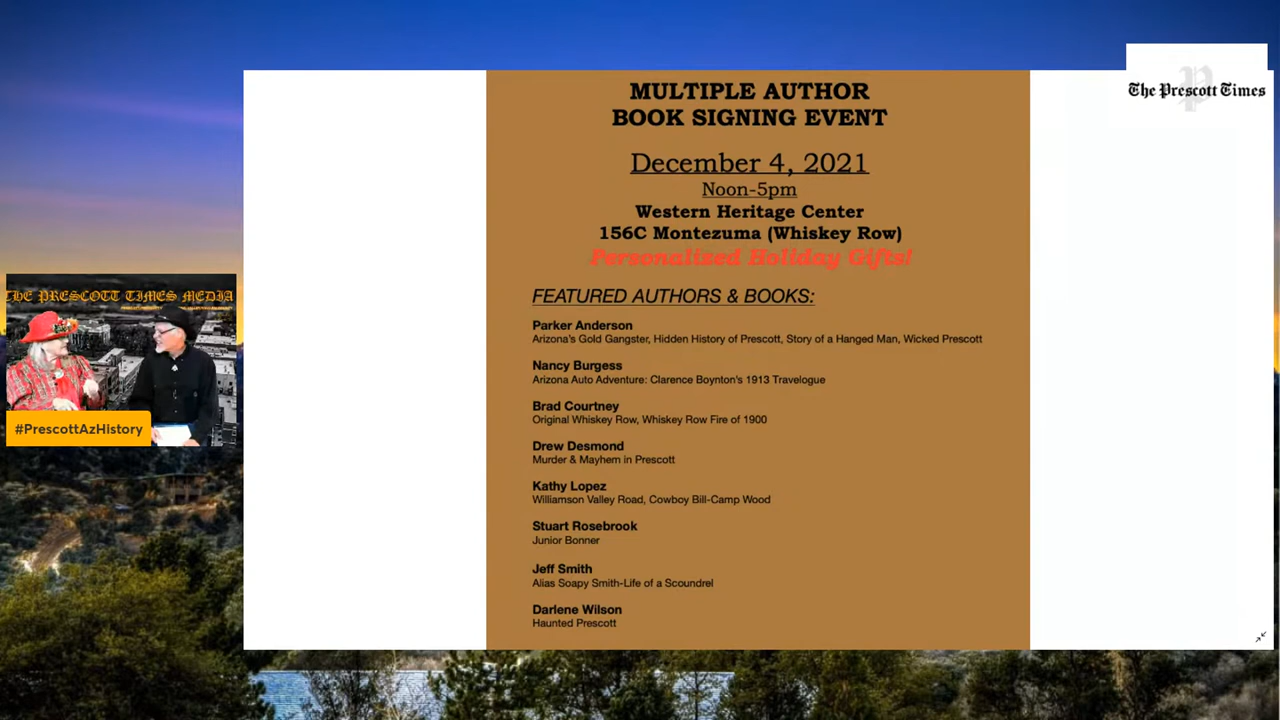 The Prescott Times
MULTIPLE AUTHOR
BOOK SIGNING EVENT
December 4, 2021
Noon-5pm
Western Heritage Center
156C Montezuma (Whiskey Row)
Personalized Holiday Gifts!
FEATURED AUTHORS & BOOKS:
Parker Anderson
Arizona's Gold Gangster, Hidden History of Prescott, Story of a Hanged Man, Wicked Prescott
Nancy Burgess
Arizona Auto Adventure: Clarence Boynton's 1913 Travelogue
Brad Courtney
Original Whiskey Row, Whiskey Row Fire of 1900
Drew Desmond
Murder & Mayhem in Prescott
Kathy Lopez
Williamson Valley Road, Cowboy Bill-Camp Wood
Stuart Rosebrook
Junior Bonner
Jeff Smith
Alias Soapy Smith-Life of a Scoundrel
Darlene Wilson
Haunted Prescott
THE PRESCOTT TIMES MEDIA
#PrescottAzHistory